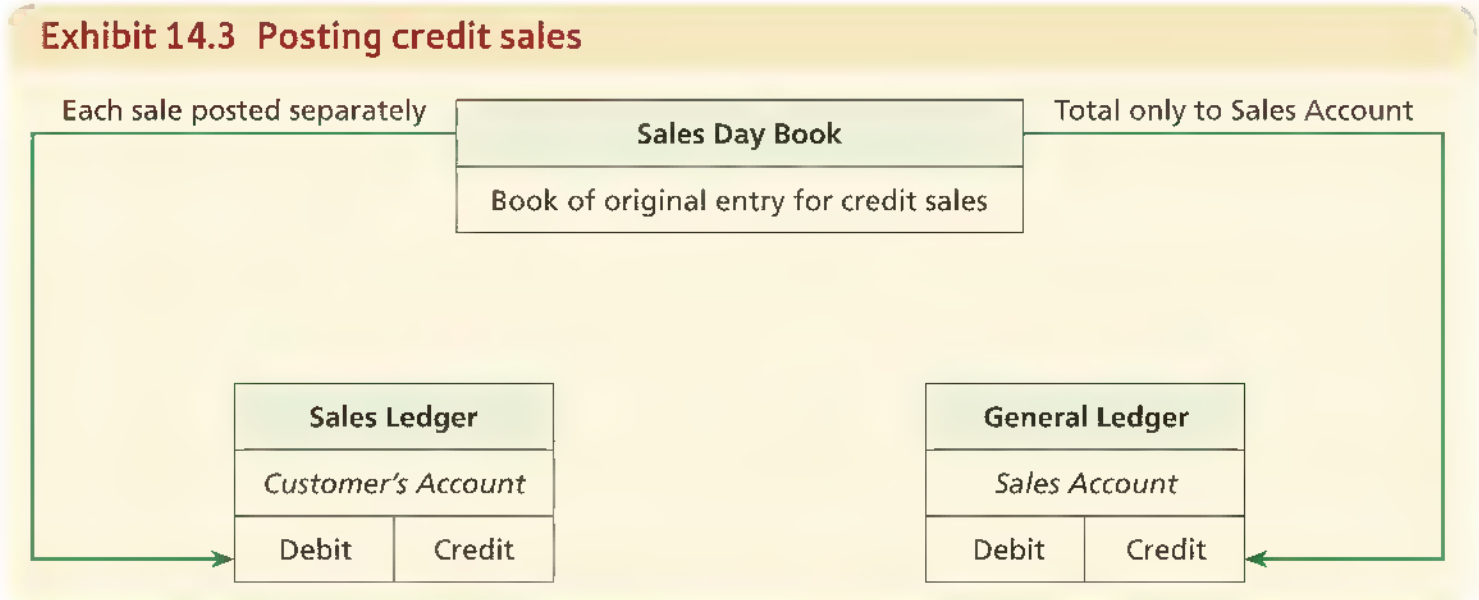 Exhibit 14.3 Posting credit sales
Each sale posted separately
Sales Day Book
Total only to Sales Account
Book of original entry for credit sales
Sales Ledger
General Ledger
Customer's Account
Sales Account
Debit
Credit
Debit
Credit